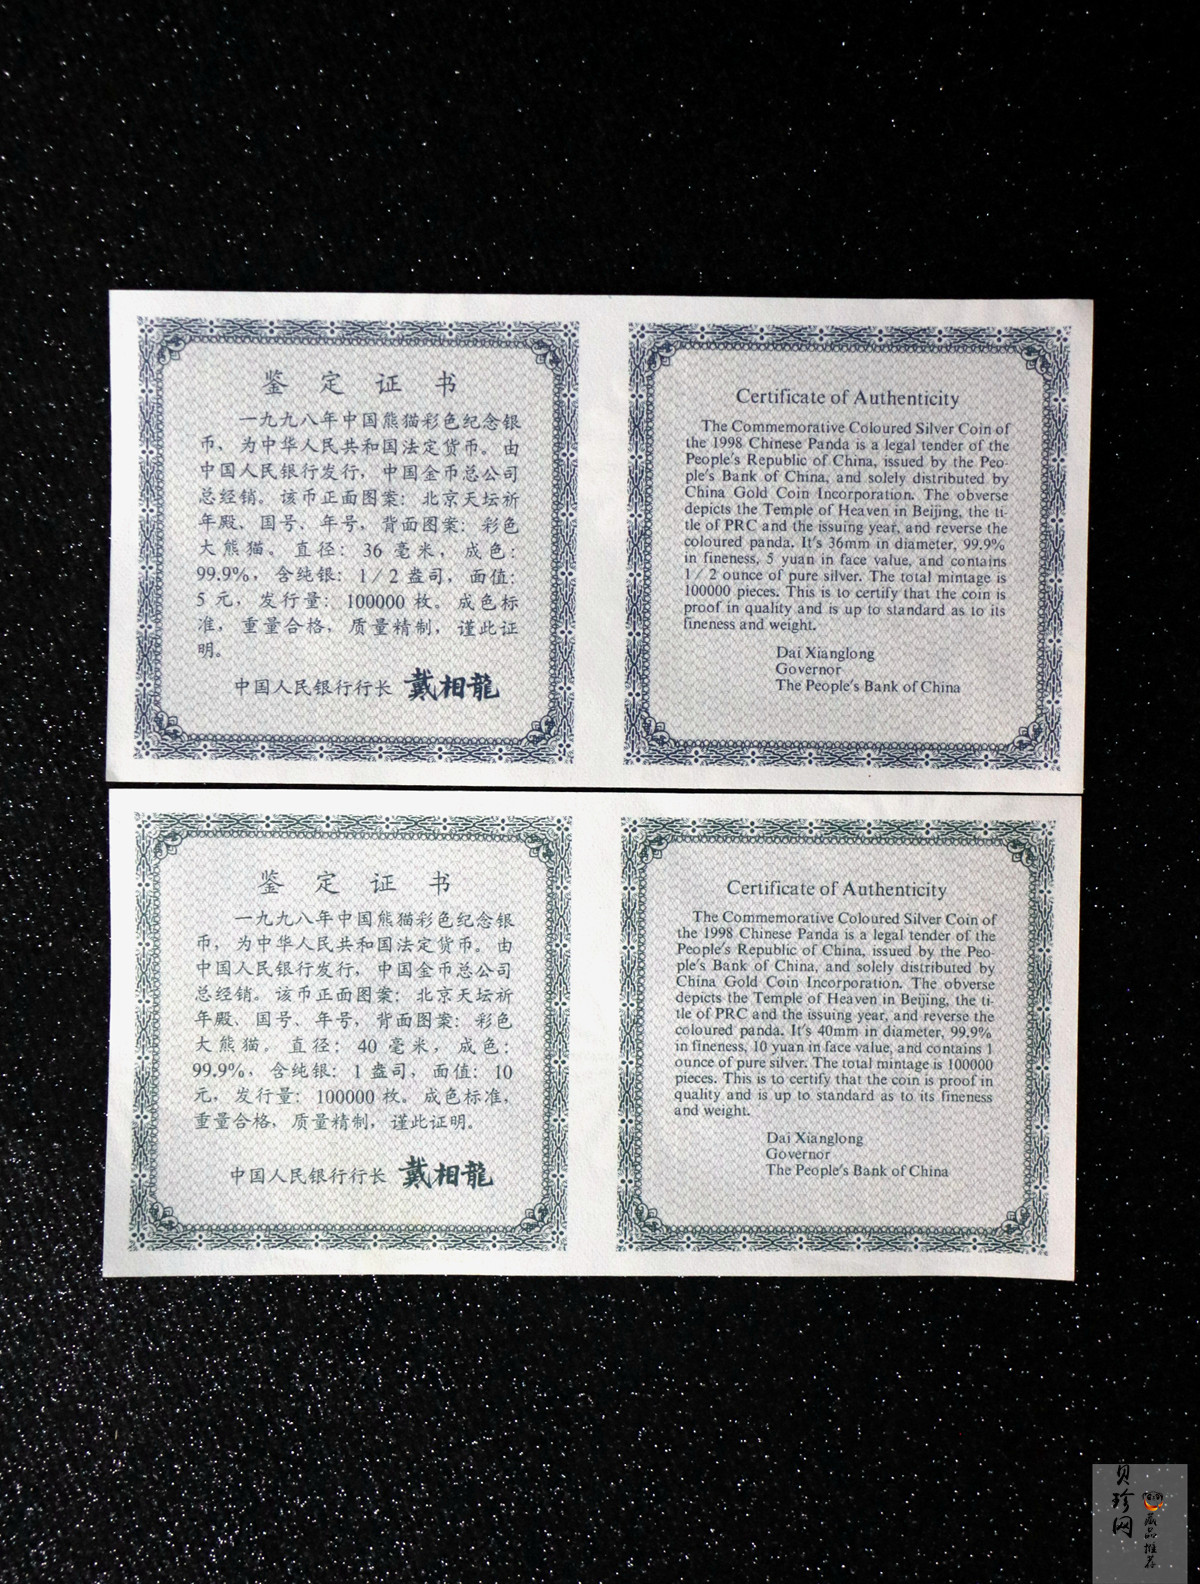 鉴定证书
一九九八年中国熊猫彩色纪念银
币，为中华人民共和国法定货币。由
中国人民银行发行，中国金币总公司
总经销。该币正面图案：北京天坛祈
年殿、国号、年号，背面图案：彩色
大熊猫。直径：36 毫米，成色：
99.9%，含纯银：1／2 盎司，面值：
5 元，发行量：100000 枚。成色标
准，重量合格，质量精制，谨此证
明。
中国人民银行行长 戴相龍
Certificate of Authenticity
The Commemorative Coloured Silver Coin of
the 1998 Chinese Panda is a legal tender of the
People's Republic of China, issued by the Peo-
ple's Bank of China, and solely distributed by
China Gold Coin Incorporation. The obverse
depicts the Temple of Heaven in Beijing, the ti-
tle of PRC and the issuing year, and reverse the
coloured panda. It's 36mm in diameter, 99.9%
in fineness, 5 yuan in face value, and contains
1／2 ounce of pure silver. The total mintage is
100000 pieces. This is to certify that the coin is
proof in quality and is up to standard as to its
fineness and weight.
Dai Xianglong
Governor
The People's Bank of China
鉴定证书
一九九八年中国熊猫彩色纪念银
币，为中华人民共和国法定货币。由
中国人民银行发行，中国金币总公司
总经销。该币正面图案：北京天坛祈
年殿、国号、年号，背面图案：彩色
大熊猫。直径：40 毫米，成色：
99.9%，含纯银：1 盎司，面值：10
元，发行量：100000 枚。成色标准，
重量合格，质量精制，谨此证明。
中国人民银行行长 戴相龍
Certificate of Authenticity
The Commemorative Coloured Silver Coin of
the 1998 Chinese Panda is a legal tender of the
People's Republic of China, issued by the Peo-
ple's Bank of China, and solely distributed by
China Gold Coin Incorporation. The obverse
depicts the Temple of Heaven in Beijing, the ti-
tle of PRC and the issuing year, and reverse the
coloured panda. It's 40mm in diameter, 99.9%
in fineness, 10 yuan in face value, and contains 1
ounce of pure silver. The total mintage is 100000
pieces. This is to certify that the coin is proof in
quality and is up to standard as to its fineness
and weight.
Dai Xianglong
Governor
The People's Bank of China
贝珍网
藏品推荐